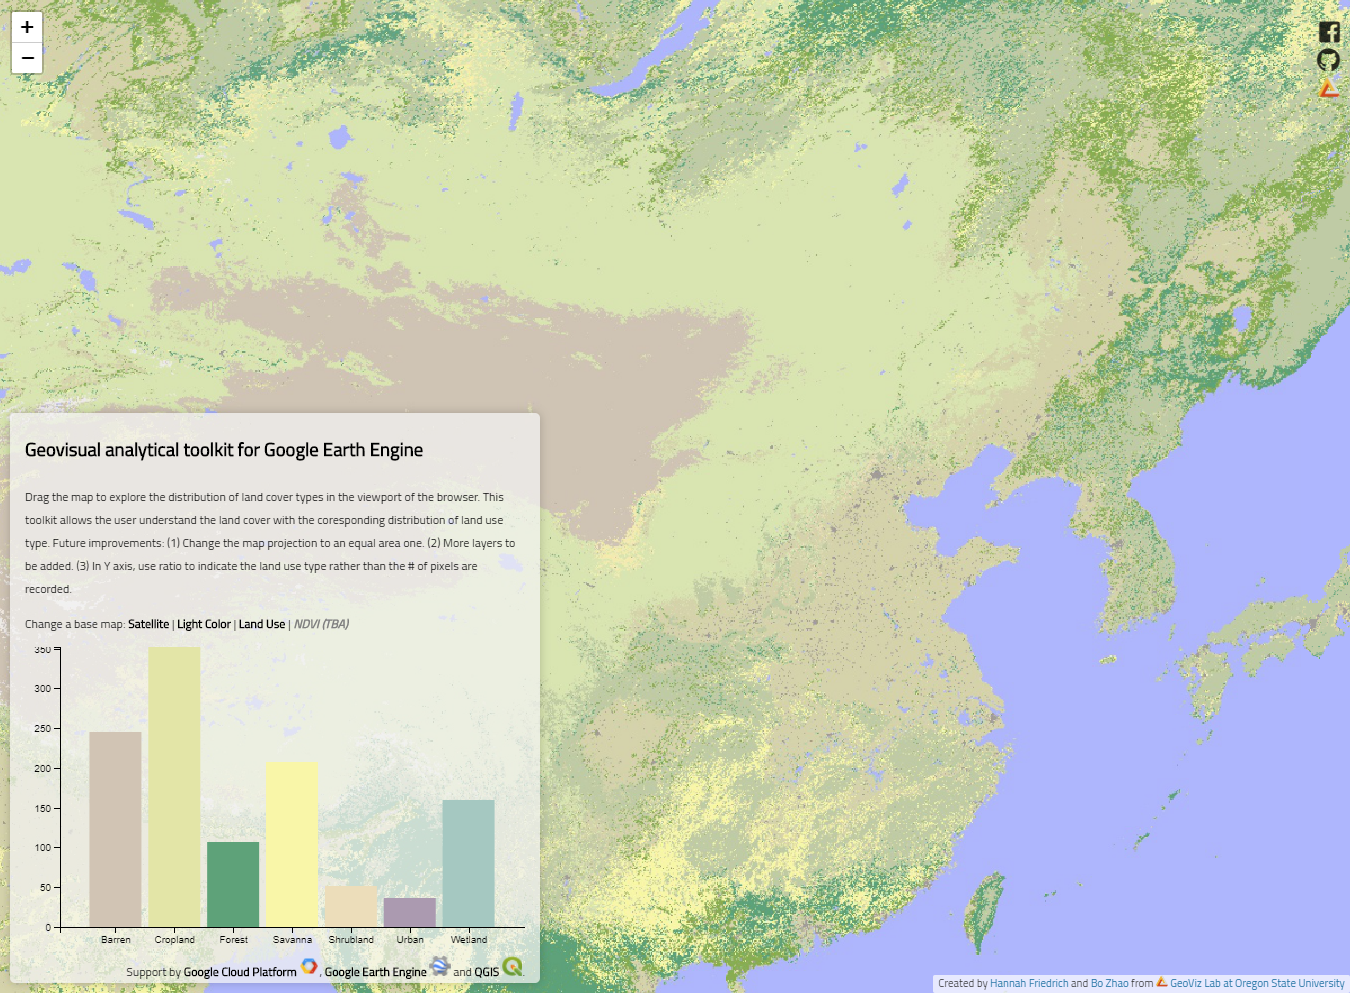 +
−
Geovisual analytical toolkit for Google Earth Engine
Drag the map to explore the distribution of land cover types in the viewport of the browser. This
toolkit allows the user understand the land cover with the coresponding distribution of land use
type. Future improvements: (1) Change the map projection to an equal area one. (2) More layers to
be added. (3) In Y axis, use ratio to indicate the land use type rather than the # of pixels are
recorded.
Change a base map: Satellite | Light Color | Land Use | NDVI (TBA)
350
300
250
200
150
100
50
0
Barren Cropland Forest Savanna Shrubland Urban Wetland
Support by Google Cloud Platform , Google Earth Engine and QGIS .
Created by Hannah Friedrich and Bo Zhao from GeoViz Lab at Oregon State University